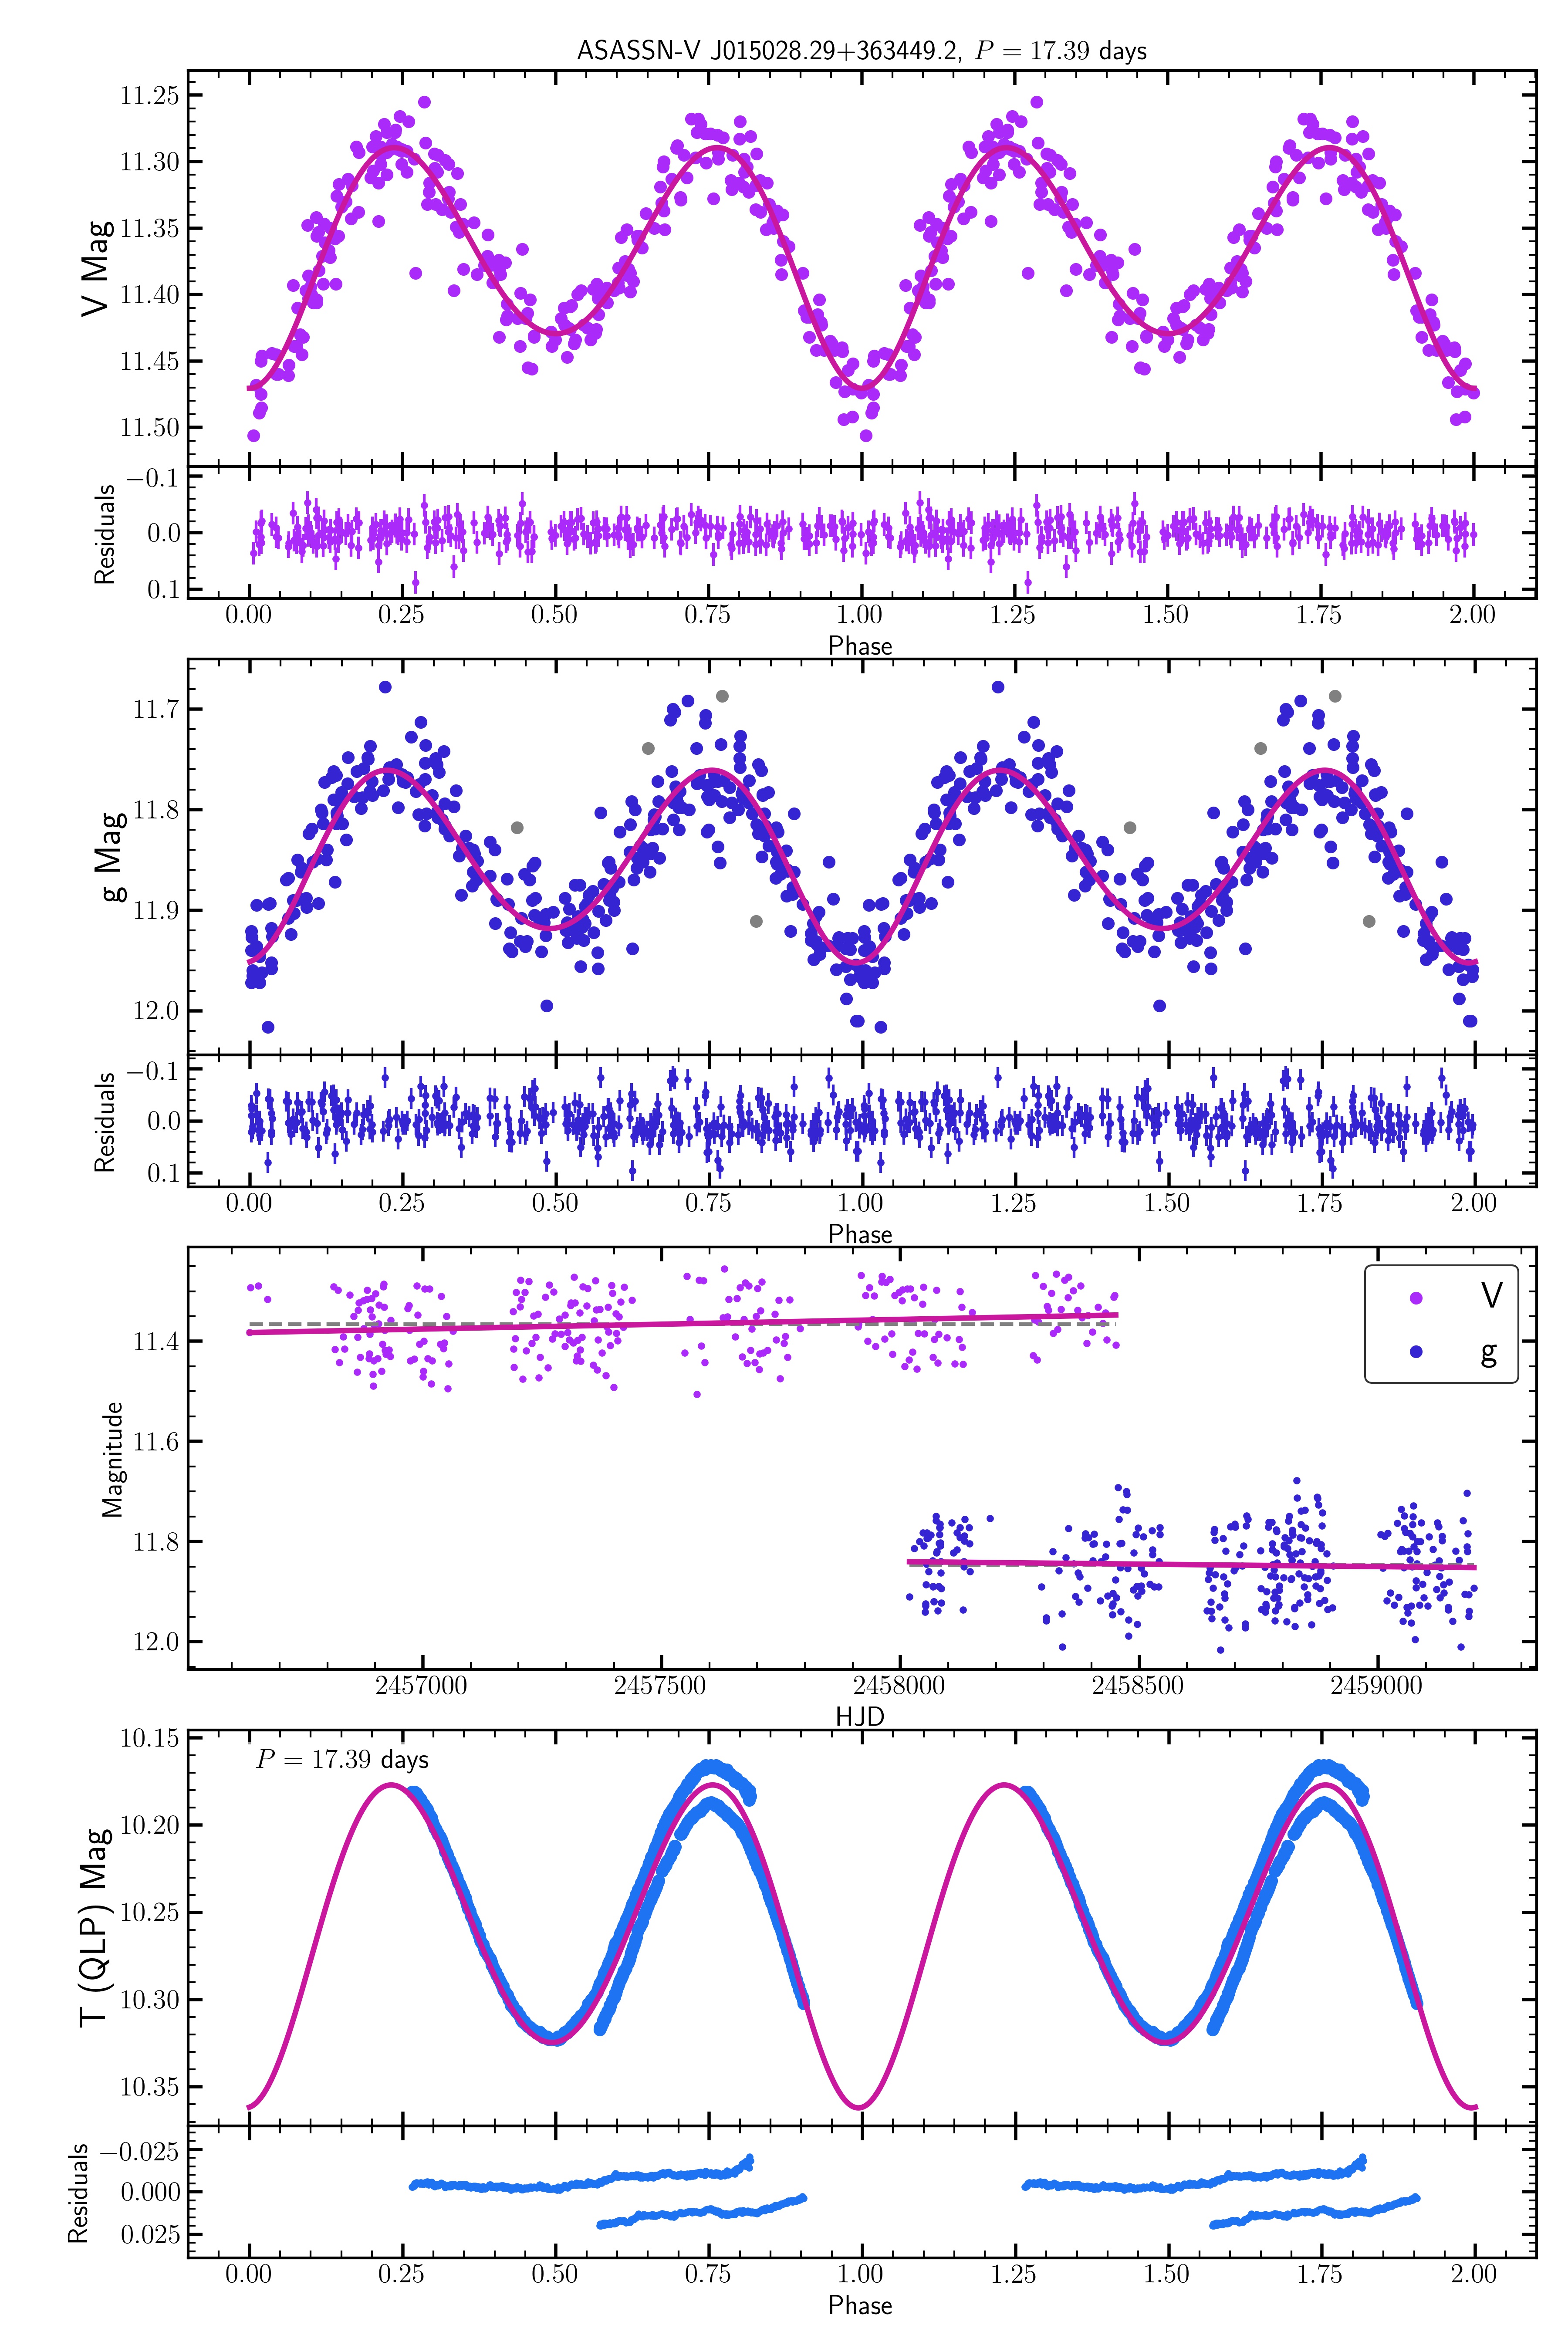 ASASSN-V J015028.29+363449.2, P = 17.39 days
V Mag
11.25
11.30
11.35
11.40
11.45
11.50
Residuals
−0.1
0.0
0.1
0.00 0.25 0.50 0.75 1.00 1.25 1.50 1.75 2.00
Phase
g Mag
11.7
11.8
11.9
12.0
Residuals
−0.1
0.0
0.1
0.00 0.25 0.50 0.75 1.00 1.25 1.50 1.75 2.00
Phase
Magnitude
11.4
11.6
11.8
12.0
V
g
2457000 2457500 2458000 2458500 2459000
HJD
P = 17.39 days
T (QLP) Mag
10.15
10.20
10.25
10.30
10.35
Residuals
−0.025
0.000
0.025
0.00 0.25 0.50 0.75 1.00 1.25 1.50 1.75 2.00
Phase